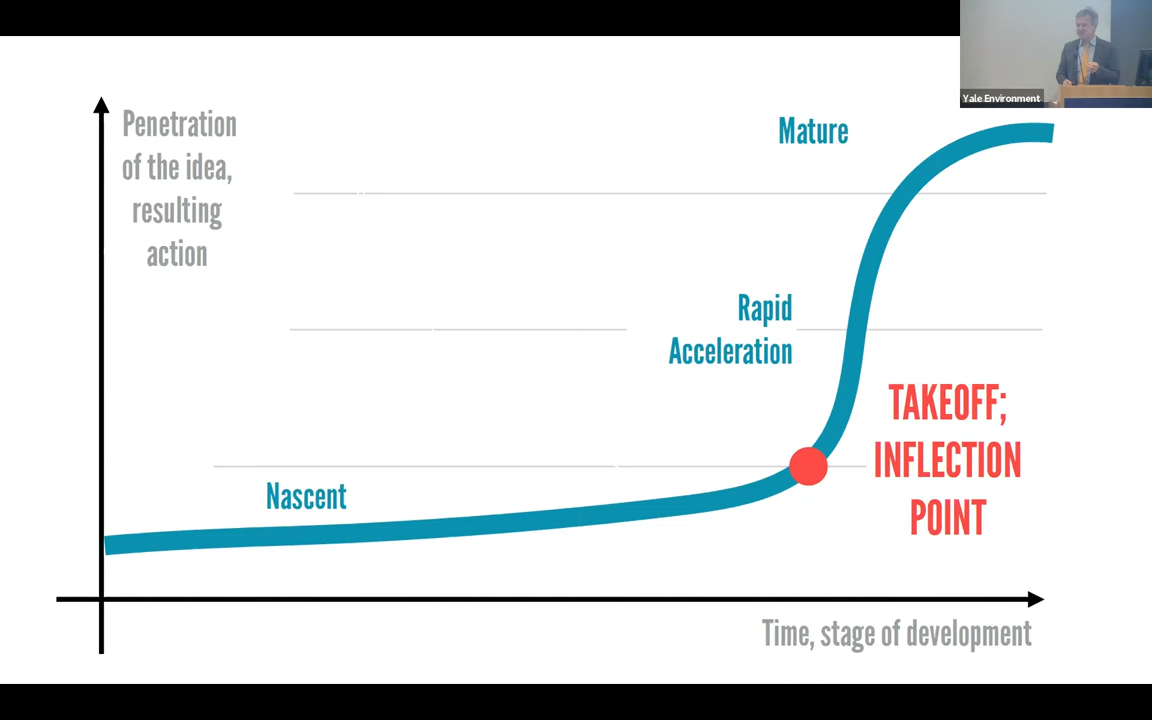 Yale Environment
Penetration
of the idea,
resulting
action
Mature
Rapid
Acceleration
TAKEOFF;
INFLECTION
POINT
Nascent
Time, stage of development